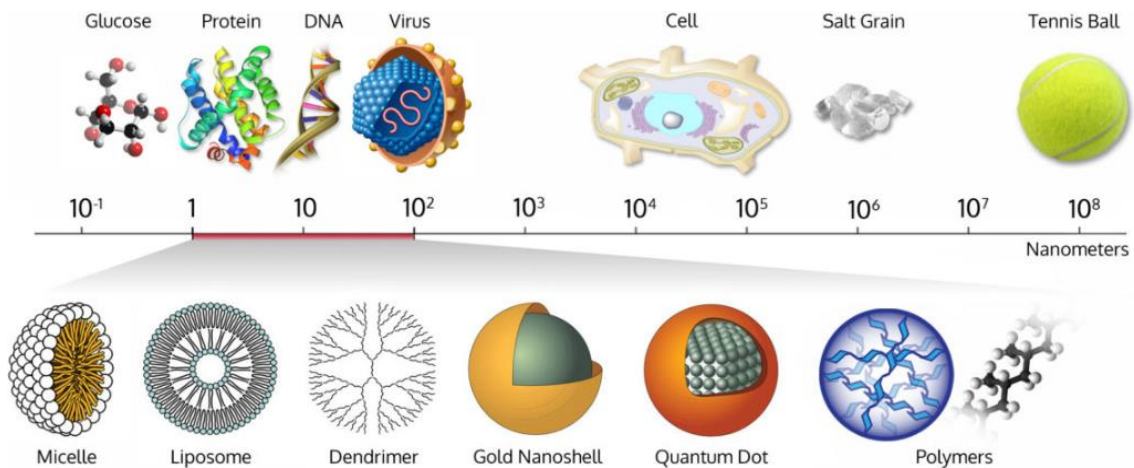 Glucose Protein DNA Virus Cell Salt Grain Tennis Ball
10⁻¹ 1 10 10² 10³ 10⁴ 10⁵ 10⁶ 10⁷ 10⁸
Nanometers
Micelle Liposome Dendrimer Gold Nanoshell Quantum Dot Polymers